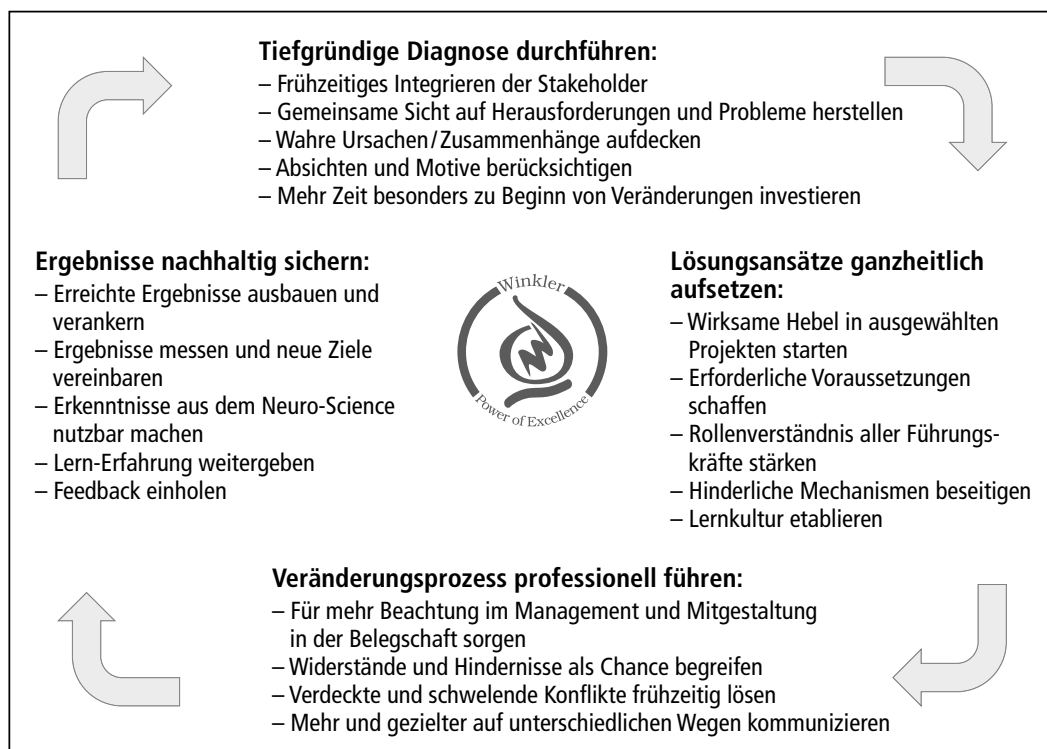 Tiefgründige Diagnose durchführen:
– Frühzeitiges Integrieren der Stakeholder
– Gemeinsame Sicht auf Herausforderungen und Probleme herstellen
– Wahre Ursachen/Zusammenhänge aufdecken
– Absichten und Motive berücksichtigen
– Mehr Zeit besonders zu Beginn von Veränderungen investieren
Ergebnisse nachhaltig sichern:
– Erreichte Ergebnisse ausbauen und
verankern
– Ergebnisse messen und neue Ziele
vereinbaren
– Erkenntnisse aus dem Neuro-Science
nutzbar machen
– Lern-Erfahrung weitergeben
– Feedback einholen
Winkler
Power of Excellence
Lösungsansätze ganzheitlich
aufsetzen:
– Wirksame Hebel in ausgewählten
Projekten starten
– Erforderliche Voraussetzungen
schaffen
– Rollenverständnis aller Führungs-
kräfte stärken
– Hinderliche Mechanismen beseitigen
– Lernkultur etablieren
Veränderungsprozess professionell führen:
– Für mehr Beachtung im Management und Mitgestaltung
in der Belegschaft sorgen
– Widerstände und Hindernisse als Chance begreifen
– Verdeckte und schwelende Konflikte frühzeitig lösen
– Mehr und gezielter auf unterschiedlichen Wegen kommunizieren